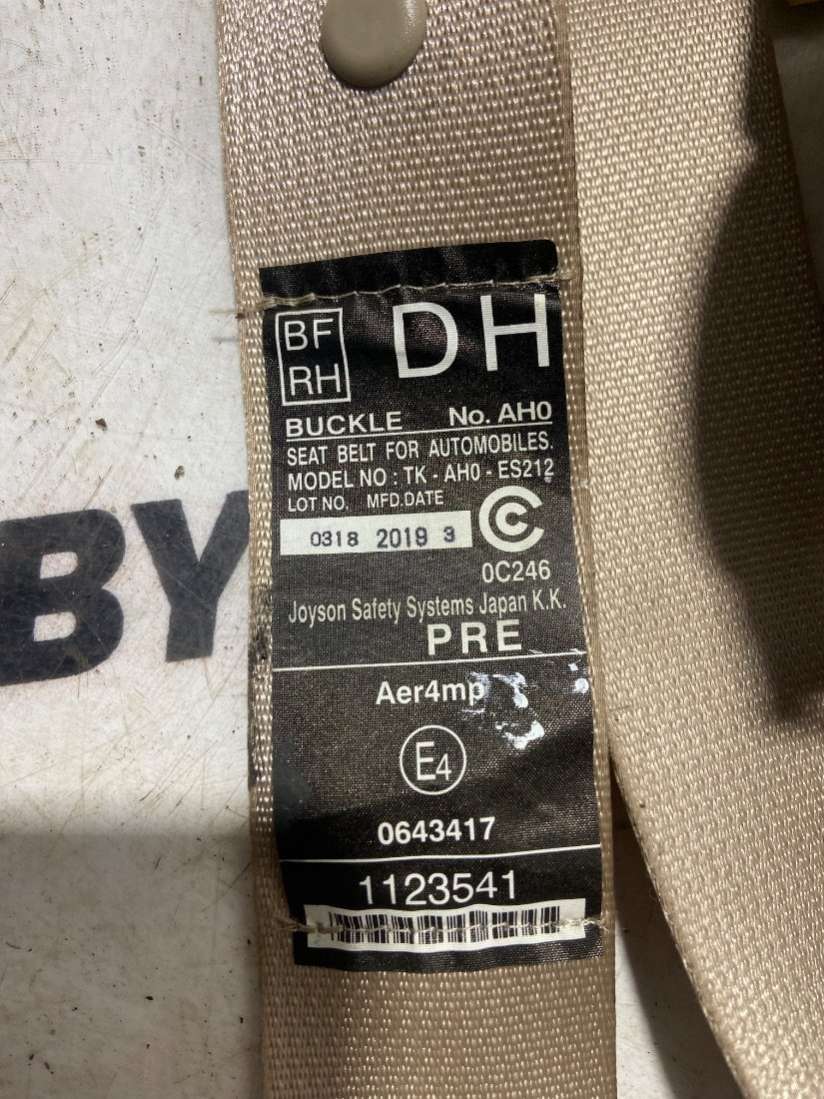 BF
RH
DH
BUCKLE No. AH0
SEAT BELT FOR AUTOMOBILES.
MODEL NO : TK - AH0 - ES212
LOT NO. MFD.DATE
0318 2019 3
C
0C246
Joyson Safety Systems Japan K.K.
PRE
Aer4mp
E4
0643417
1123541
BY